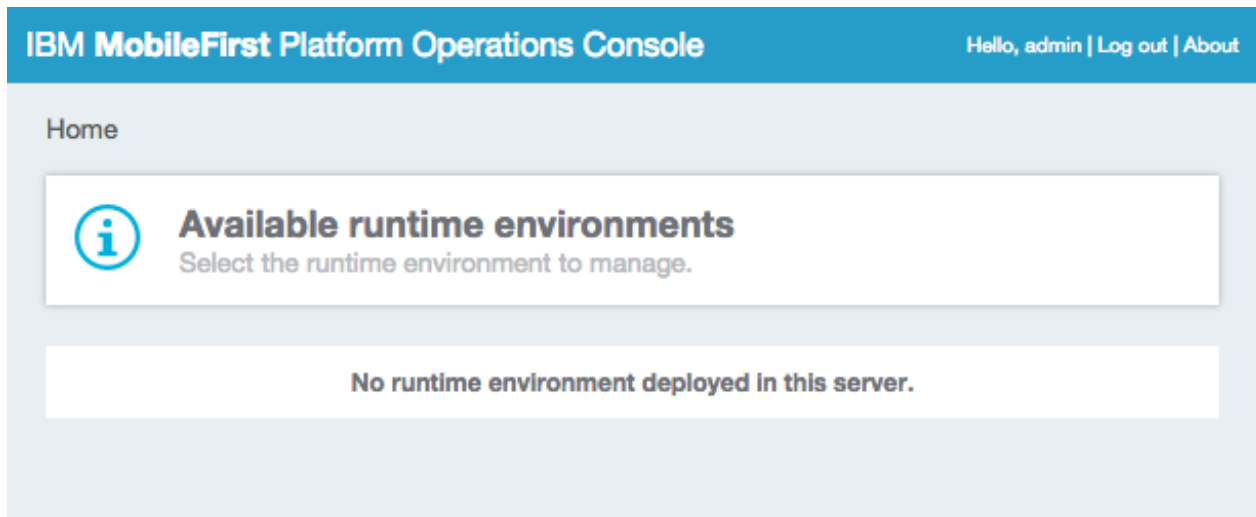 IBM MobileFirst Platform Operations Console
Hello, admin | Log out | About
Home
Available runtime environments
Select the runtime environment to manage.
No runtime environment deployed in this server.